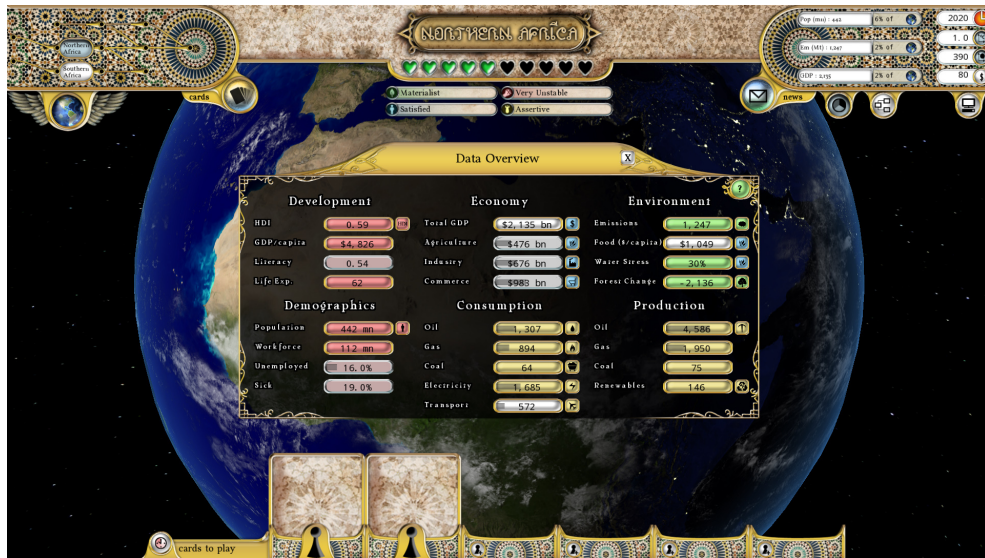 NORTHERN AFRICA
Northern
Africa
Southern
Africa
cards
Pop (mn) : 442
6% of
2020
Em (Mt) : 1,247
2% of
1. 0
390
GDP : 2,135
2% of
80
$
news
Materialist
Very Unstable
Satisfied
Assertive
Data Overview
X
?
Development
HDI
0. 59
HDI
GDP/capita
$4, 826
Literacy
0. 54
Life Exp.
62
Economy
Total GDP
$2, 135 bn
$
Agriculture
$476 bn
Industry
$676 bn
Commerce
$983 bn
Environment
Emissions
1, 247
Food ($/capita)
$1, 049
Water Stress
30%
Forest Change
-2, 136
Demographics
Population
442 mn
Workforce
112 mn
Unemployed
16. 0%
Sick
19. 0%
Consumption
Oil
1, 307
Gas
894
Coal
64
Electricity
1, 685
Transport
572
Production
Oil
4, 586
Gas
1, 950
Coal
75
Renewables
146
cards to play